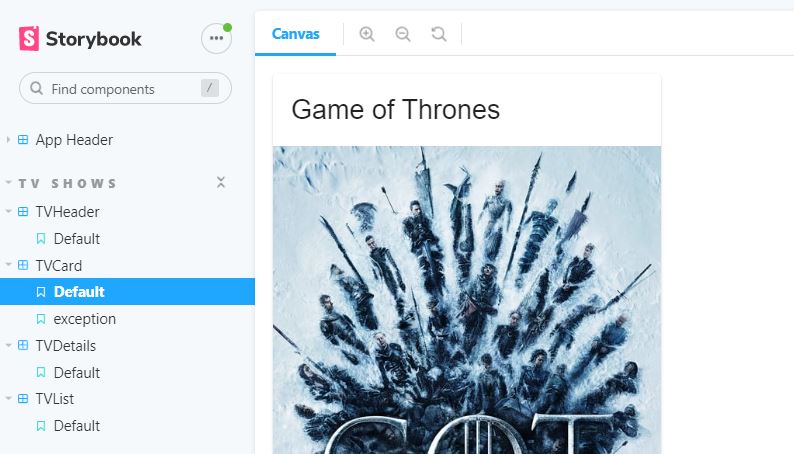 Storybook
Find components
/
App Header
TV SHOWS
TVHeader
Default
TVCard
Default
exception
TVDetails
Default
TVList
Default
Canvas
Game of Thrones
GOT